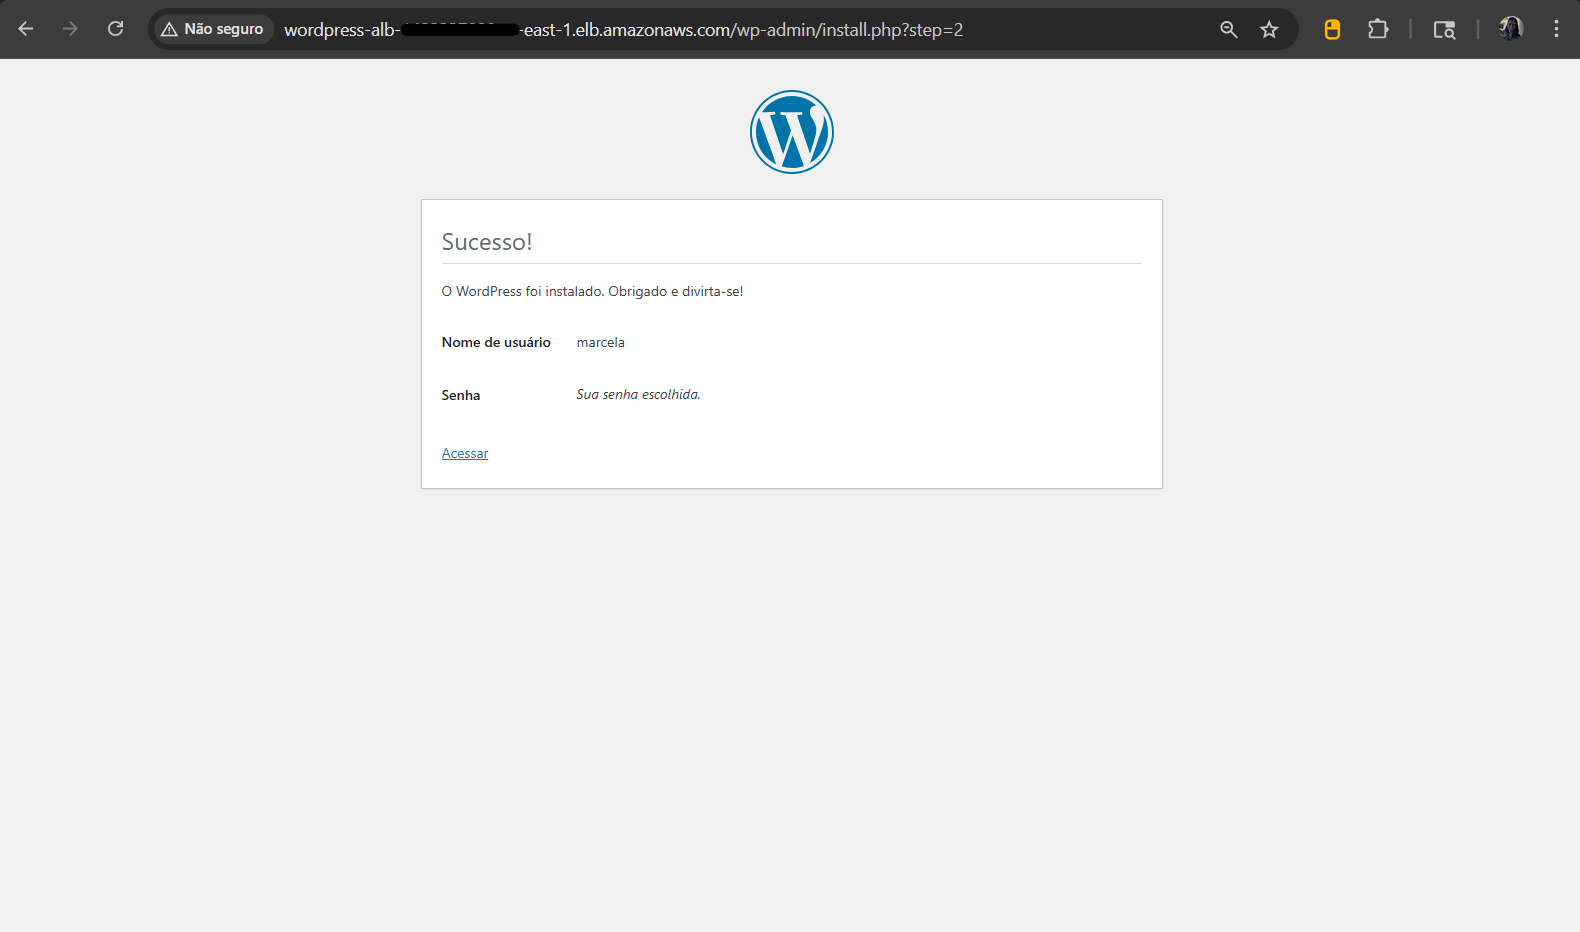 Não seguro
wordpress-alb- -east-1.elb.amazonaws.com/wp-admin/install.php?step=2
Sucesso!
O WordPress foi instalado. Obrigado e divirta-se!
Nome de usuário marcela
Senha Sua senha escolhida.
Acessar